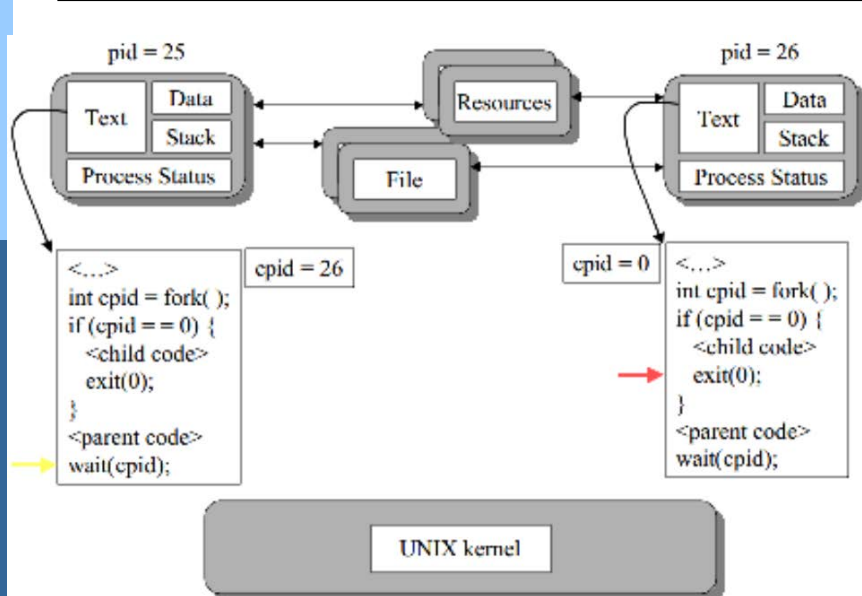 pid = 25
pid = 26
Text
Data
Stack
Process Status
Resources
File
Text
Data
Stack
Process Status
cpid = 26
<...>
int cpid = fork( );
if (cpid = = 0) {
<child code>
exit(0);
}
<parent code>
wait(cpid);
cpid = 0
<...>
int cpid = fork( );
if (cpid = = 0) {
<child code>
exit(0);
}
<parent code>
wait(cpid);
UNIX kernel